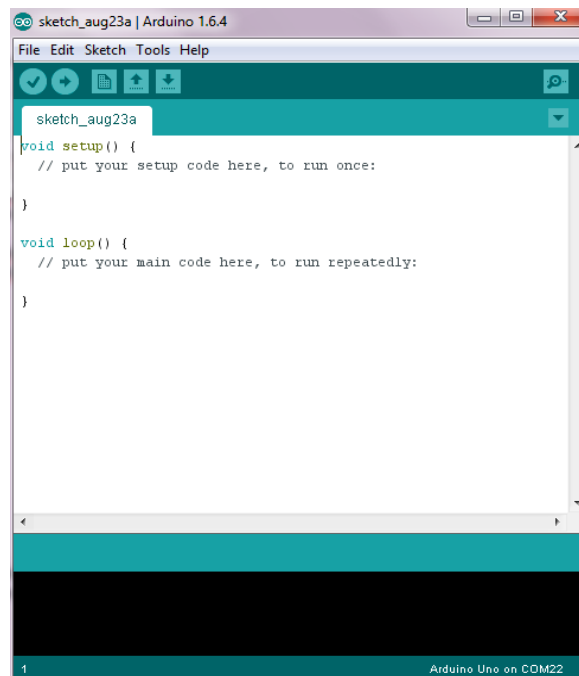 sketch_aug23a | Arduino 1.6.4
File Edit Sketch Tools Help
sketch_aug23a
void setup() {
  // put your setup code here, to run once:
}
void loop() {
  // put your main code here, to run repeatedly:
}
1
Arduino Uno on COM22